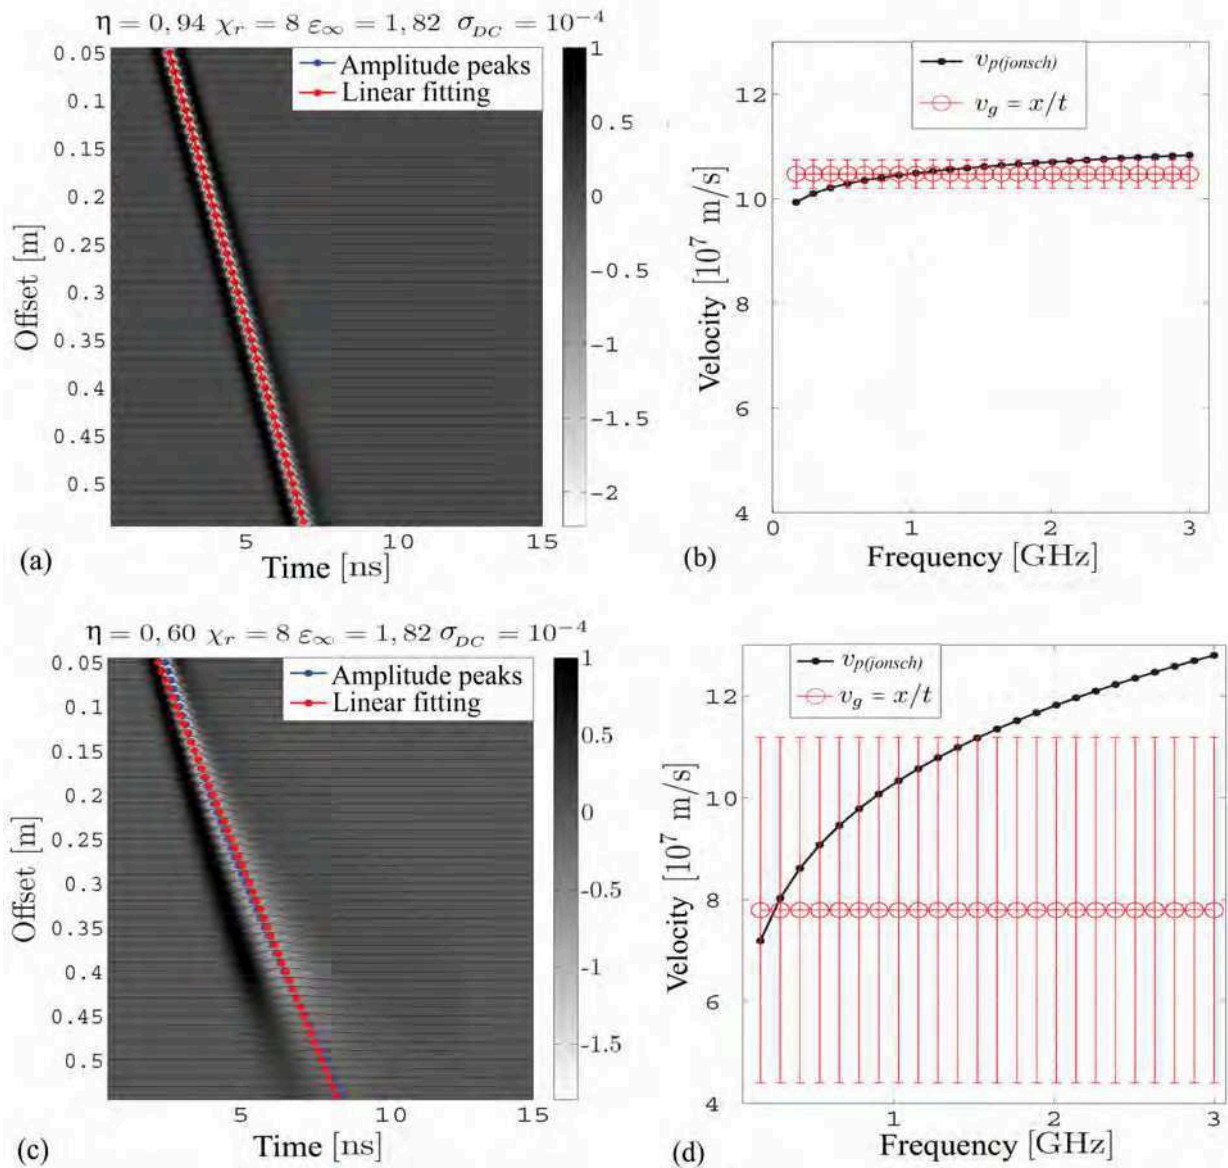 η = 0,94 χr = 8 ε∞ = 1,82 σDC = 10⁻⁴
Amplitude peaks
Linear fitting
0.05
0.1
0.15
0.2
0.25
0.3
0.35
0.4
0.45
0.5
Offset [m]
5 10 15
Time [ns]
1
0.5
0
-0.5
-1
-1.5
-2
(a)
vp(jonsch)
vg = x/t
12
10
8
6
4
Velocity [10⁷ m/s]
0 1 2 3
Frequency [GHz]
(b)
η = 0,60 χr = 8 ε∞ = 1,82 σDC = 10⁻⁴
Amplitude peaks
Linear fitting
0.05
0.1
0.15
0.2
0.25
0.3
0.35
0.4
0.45
0.5
Offset [m]
5 10 15
Time [ns]
1
0.5
0
-0.5
-1
-1.5
(c)
vp(jonsch)
vg = x/t
12
10
8
6
4
Velocity [10⁷ m/s]
1 2 3
Frequency [GHz]
(d)